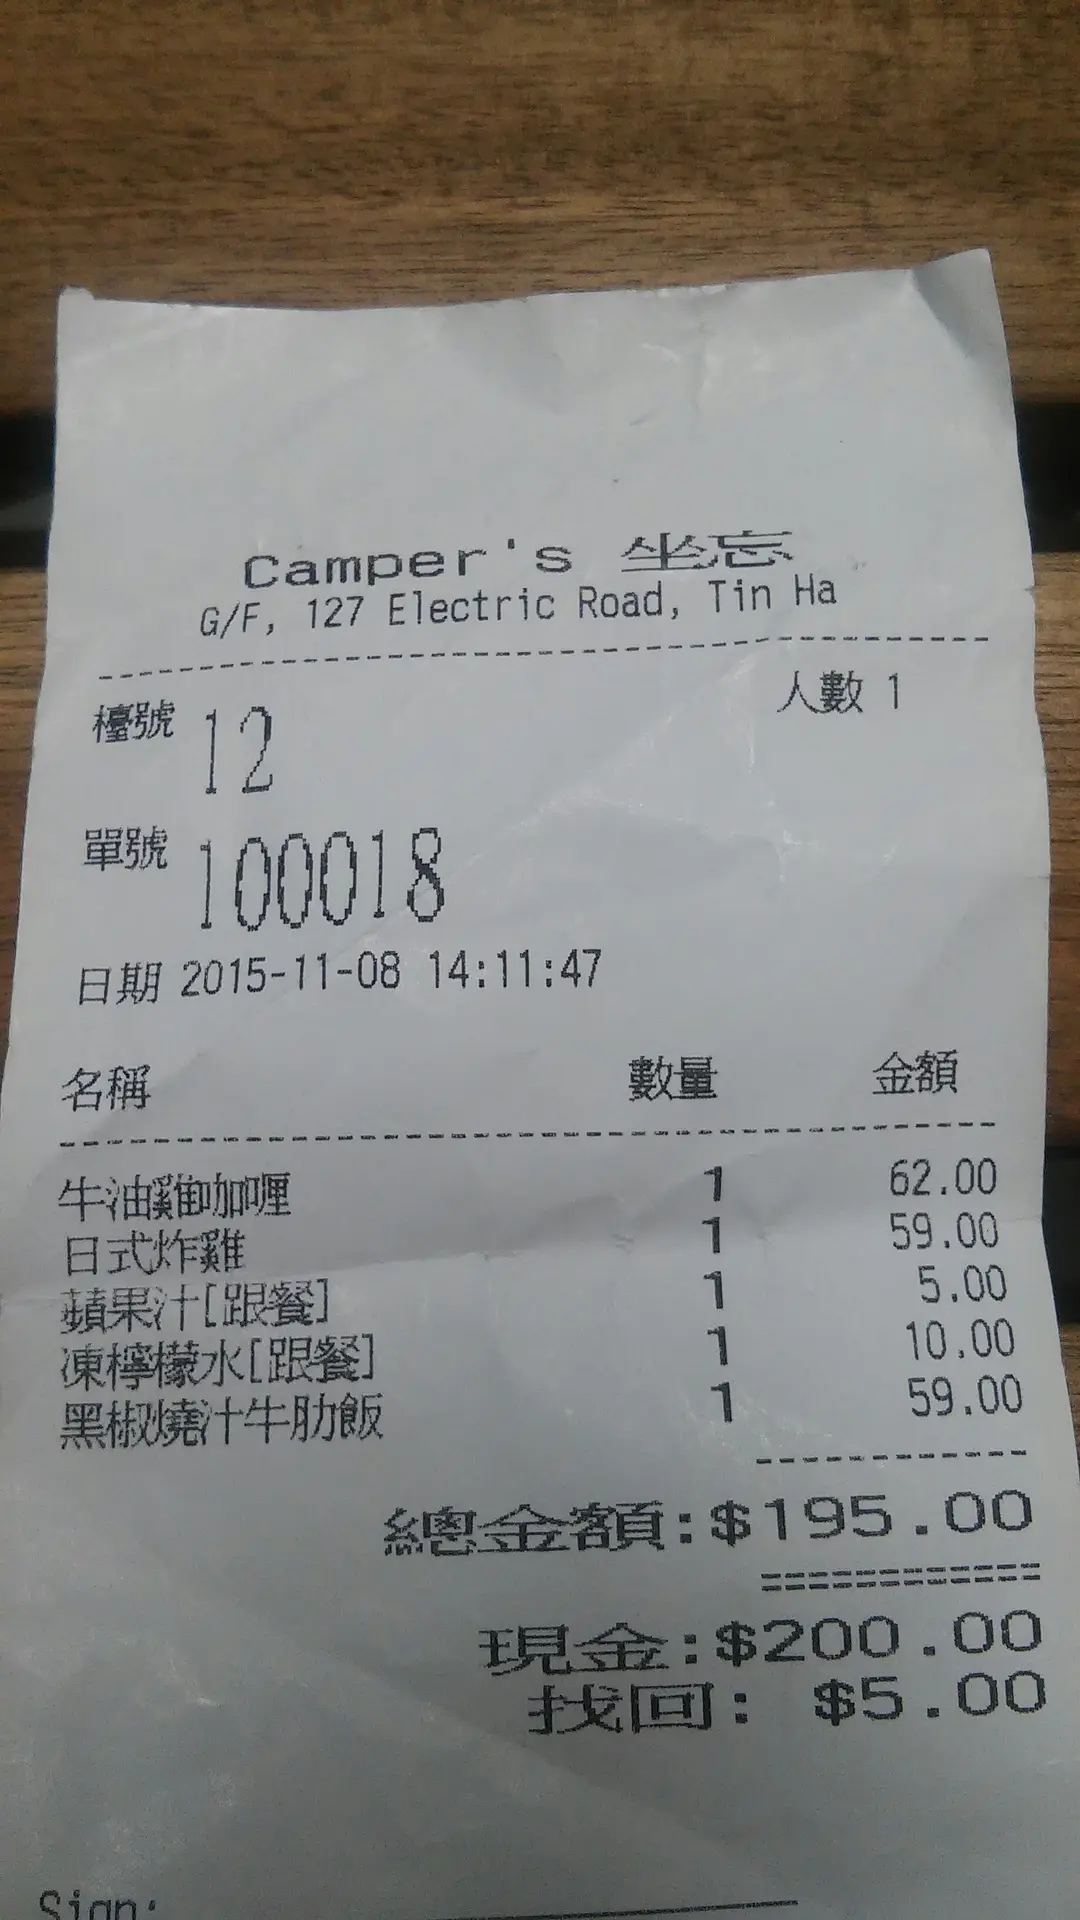 Camper's 坐忘
G/F, 127 Electric Road, Tin Ha
檯號 12
人數 1
單號 100018
日期 2015-11-08 14:11:47
名稱 數量 金額
牛油雞咖喱 1 62.00
日式炸雞 1 59.00
蘋果汁[跟餐] 1 5.00
凍檸檬水[跟餐] 1 10.00
黑椒燒汁牛肋飯 1 59.00
總金額:$195.00
現金:$200.00
找回: $5.00
Sign: